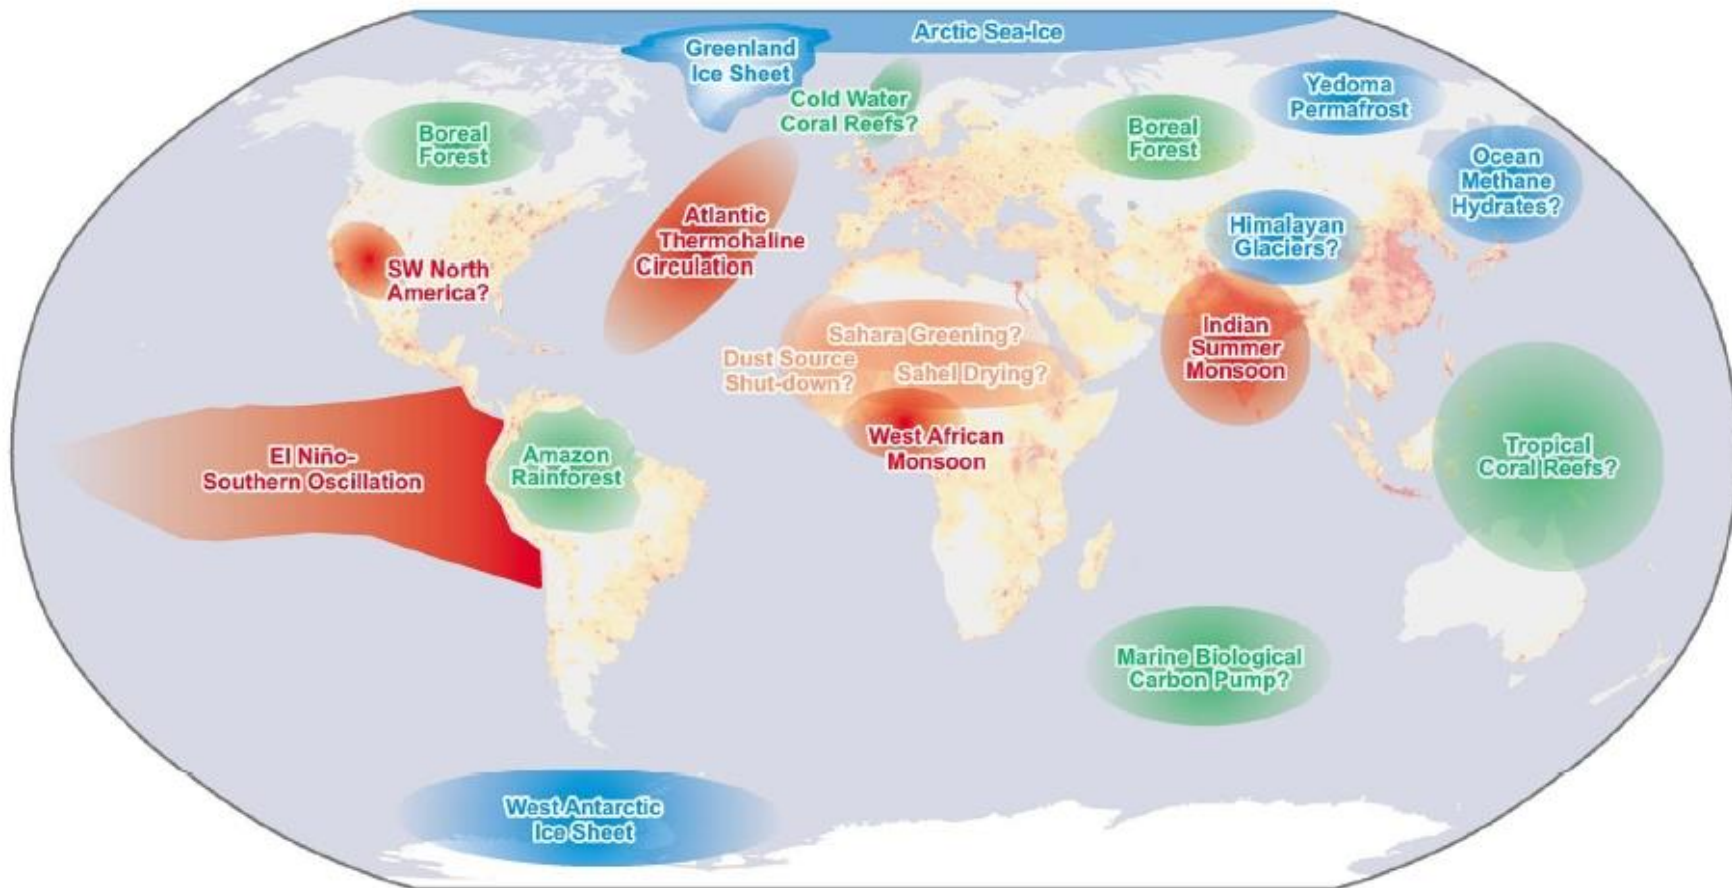 Arctic Sea-Ice
Greenland
Ice Sheet
Cold Water
Coral Reefs?
Yedoma
Permafrost
Boreal
Forest
Boreal
Forest
Ocean
Methane
Hydrates?
Atlantic
Thermohaline
Circulation
Himalayan
Glaciers?
SW North
America?
Sahara Greening?
Dust Source
Shut-down?
Sahel Drying?
Indian
Summer
Monsoon
El Niño-
Southern Oscillation
Amazon
Rainforest
West African
Monsoon
Tropical
Coral Reefs?
Marine Biological
Carbon Pump?
West Antarctic
Ice Sheet